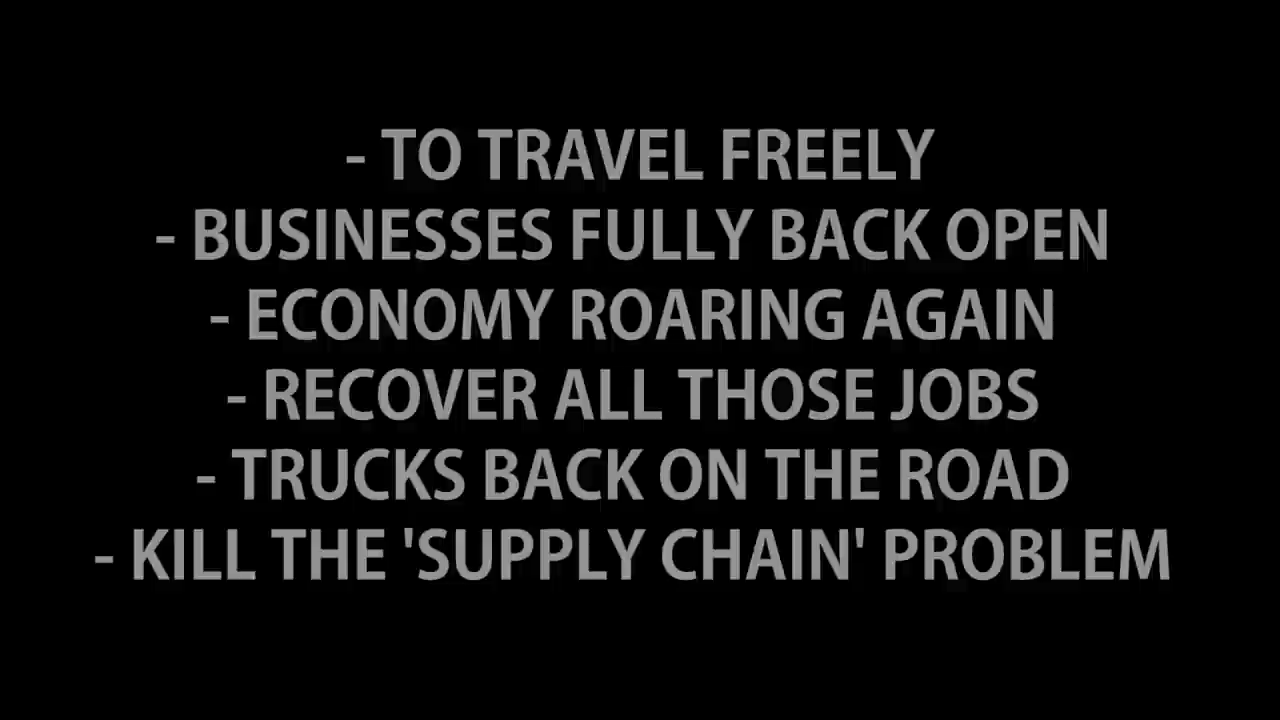 - TO TRAVEL FREELY
- BUSINESSES FULLY BACK OPEN
- ECONOMY ROARING AGAIN
- RECOVER ALL THOSE JOBS
- TRUCKS BACK ON THE ROAD
- KILL THE 'SUPPLY CHAIN' PROBLEM